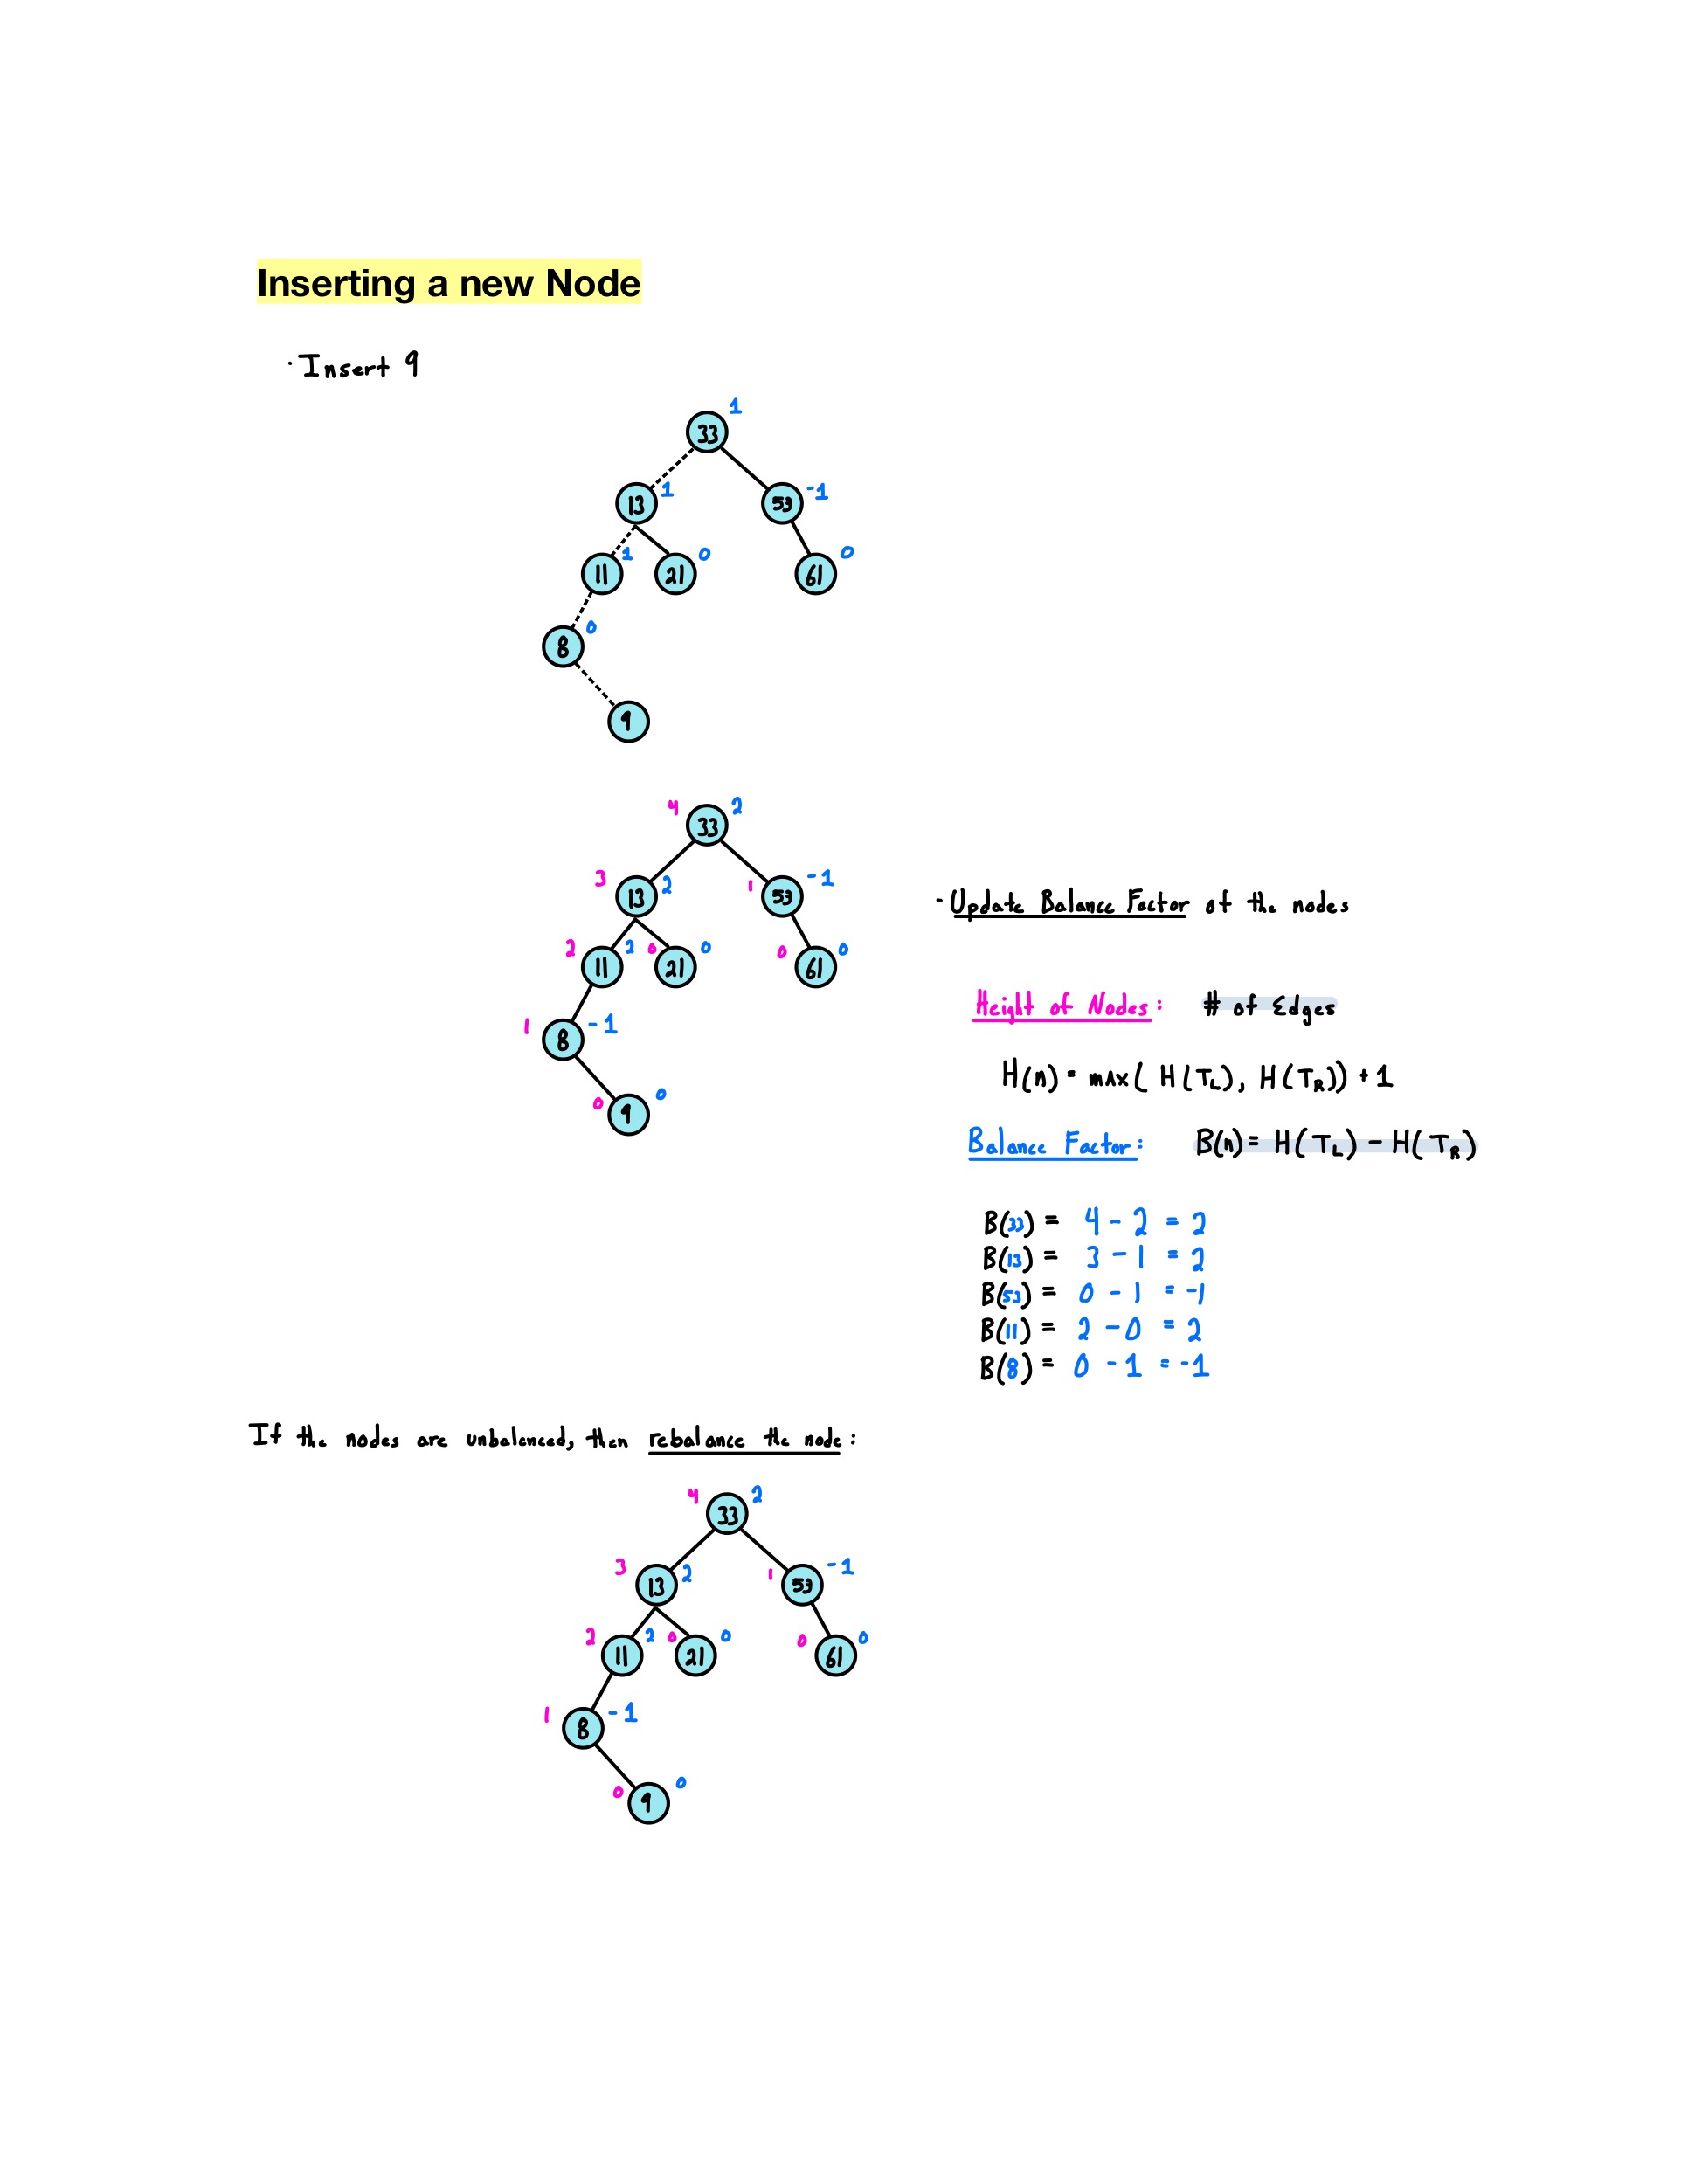 Inserting a new Node
· Insert 9
1
33
13 1 53 -1
11 1 21 0 61 0
8 0
9
4 33 2
3 13 2 1 53 -1
2 11 2 0 21 0 0 61 0
1 8 -1
0 9 0
- Update Balance Factor of the nodes
Height of Nodes: # of Edges
H(n) = max( H(TL), H(TR)) + 1
Balance Factor: B(n) = H(TL) - H(TR)
B(33) = 4 - 2 = 2
B(13) = 3 - 1 = 2
B(53) = 0 - 1 = -1
B(11) = 2 - 0 = 2
B(8) = 0 - 1 = -1
If the nodes are unbalenced, then rebalance the node:
4 33 2
3 13 2 1 53 -1
2 11 2 0 21 0 0 61 0
1 8 -1
0 9 0